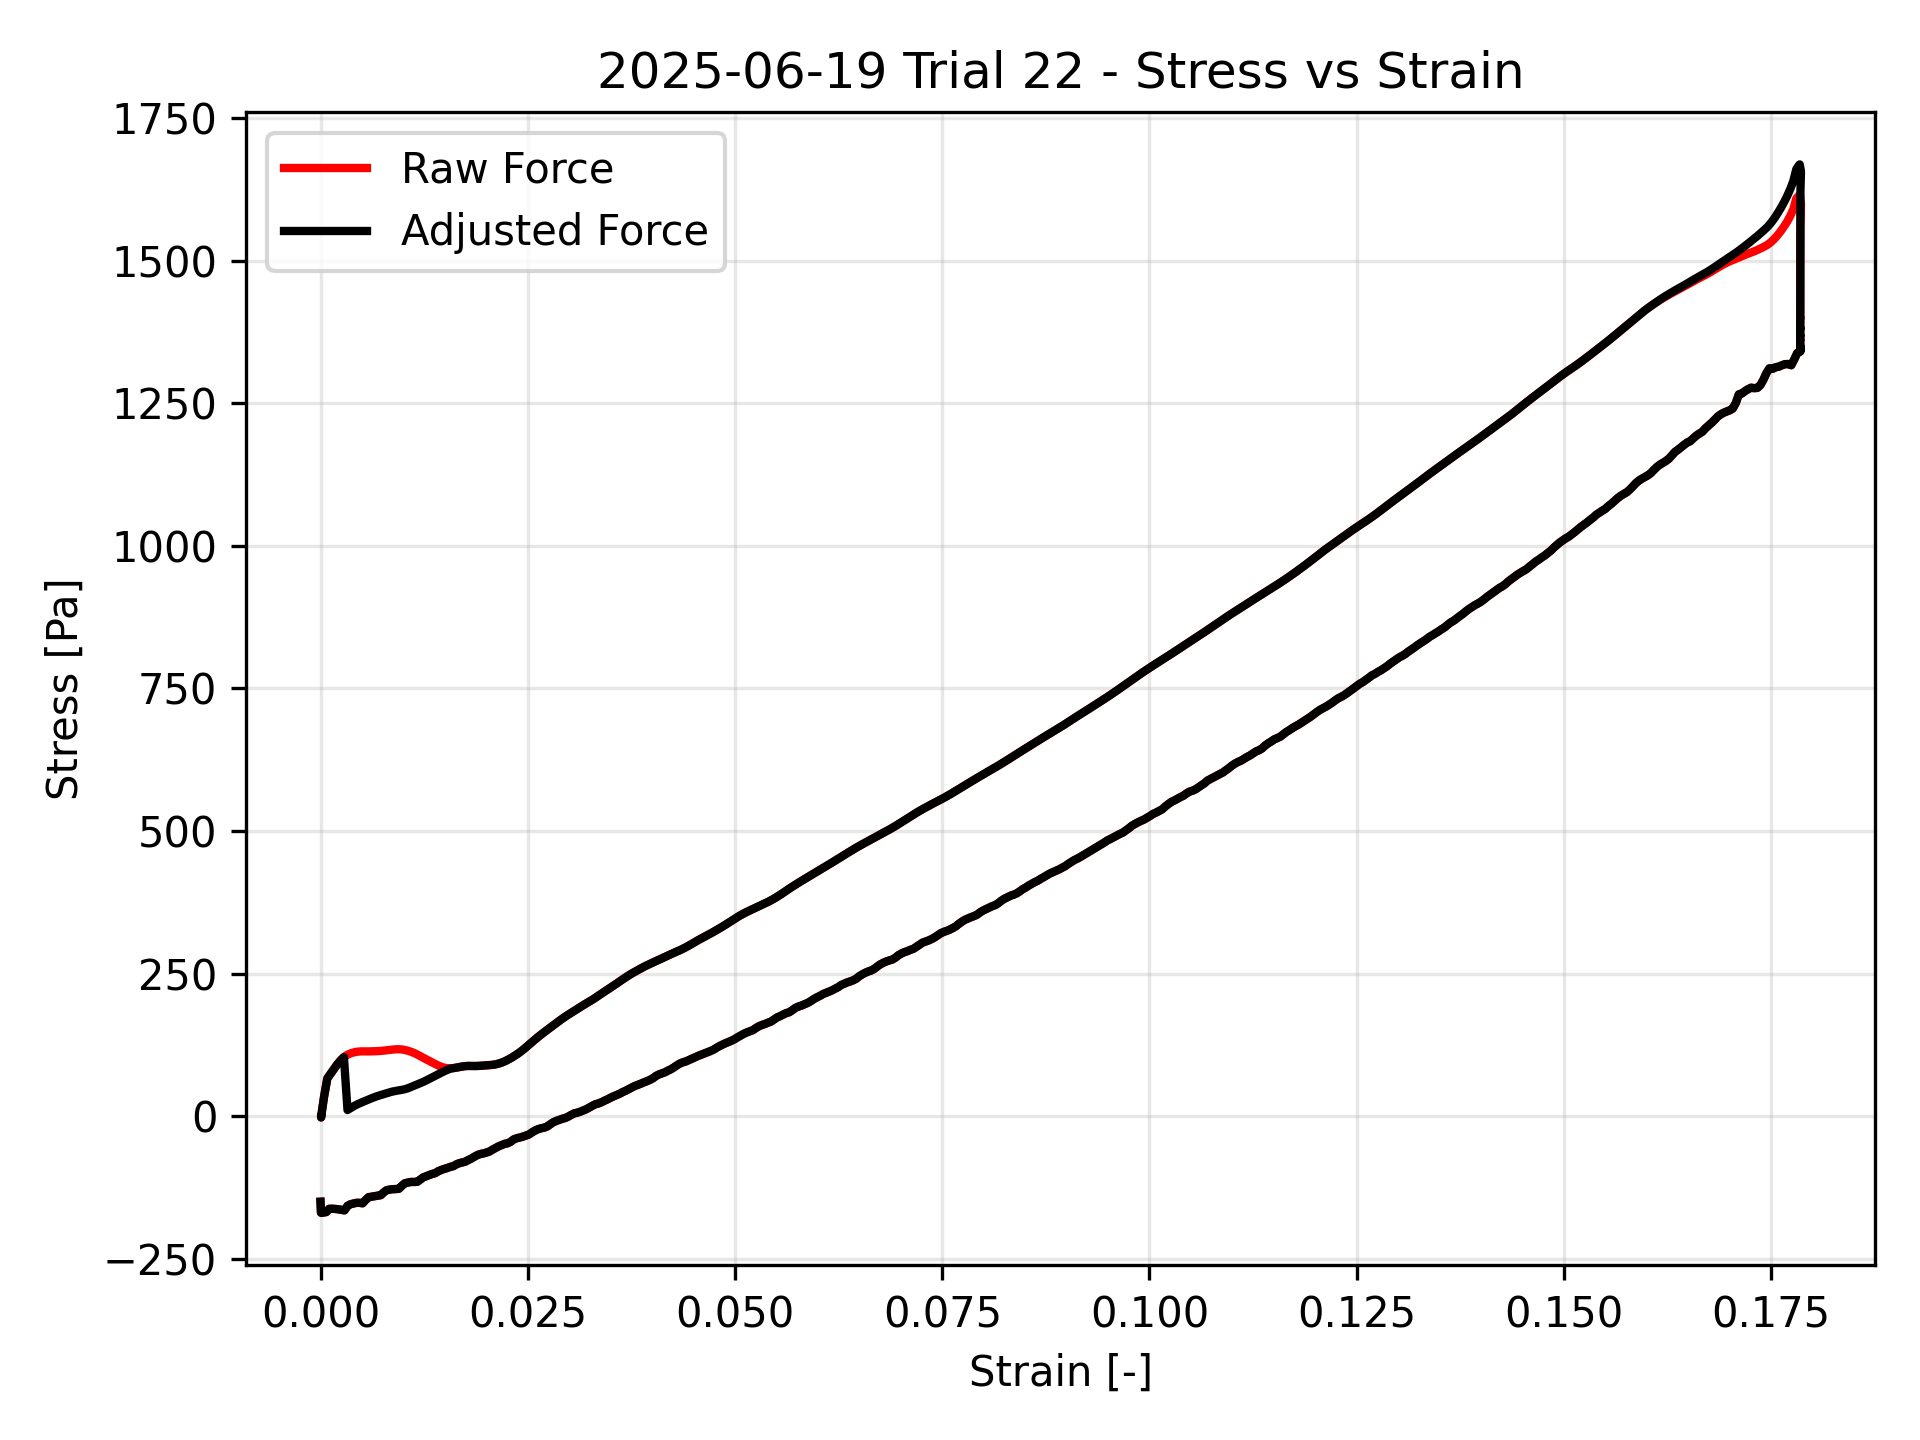 2025-06-19 Trial 22 - Stress vs Strain
Raw Force
Adjusted Force
1750
1500
1250
1000
750
500
250
0
−250
Stress [Pa]
0.000 0.025 0.050 0.075 0.100 0.125 0.150 0.175
Strain [-]